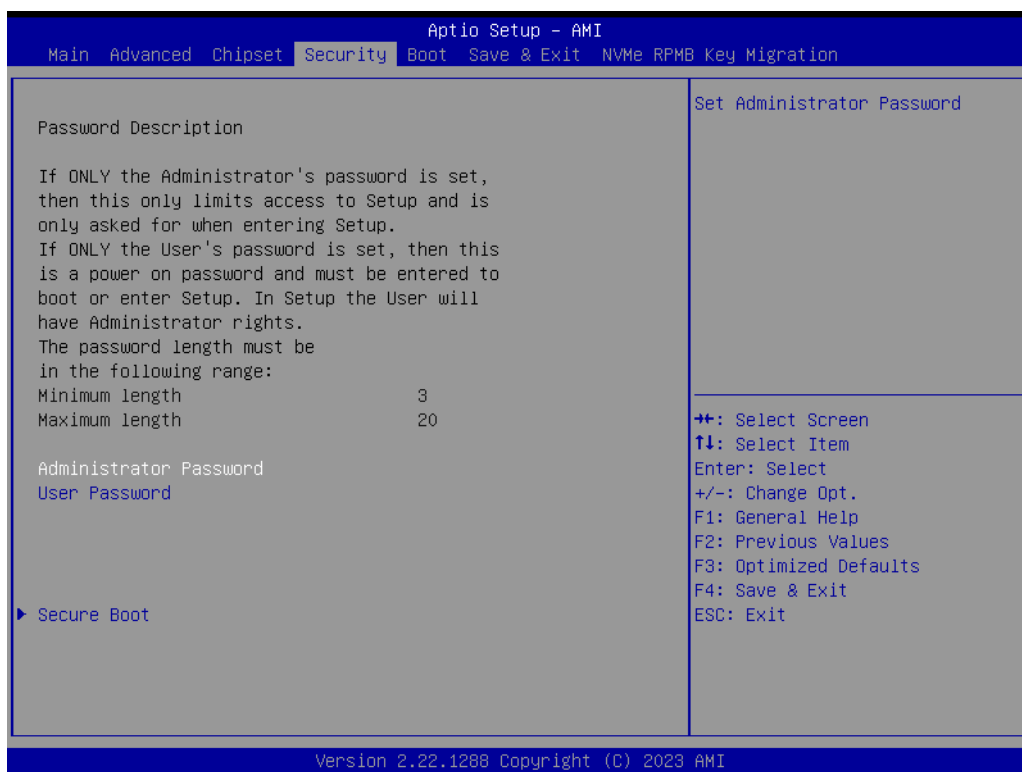 Aptio Setup – AMI
Main Advanced Chipset Security Boot Save & Exit NVMe RPMB Key Migration
Password Description
If ONLY the Administrator's password is set,
then this only limits access to Setup and is
only asked for when entering Setup.
If ONLY the User's password is set, then this
is a power on password and must be entered to
boot or enter Setup. In Setup the User will
have Administrator rights.
The password length must be
in the following range:
Minimum length 3
Maximum length 20
Administrator Password
User Password
Secure Boot
Set Administrator Password
→←: Select Screen
↑↓: Select Item
Enter: Select
+/-: Change Opt.
F1: General Help
F2: Previous Values
F3: Optimized Defaults
F4: Save & Exit
ESC: Exit
Version 2.22.1288 Copyright (C) 2023 AMI